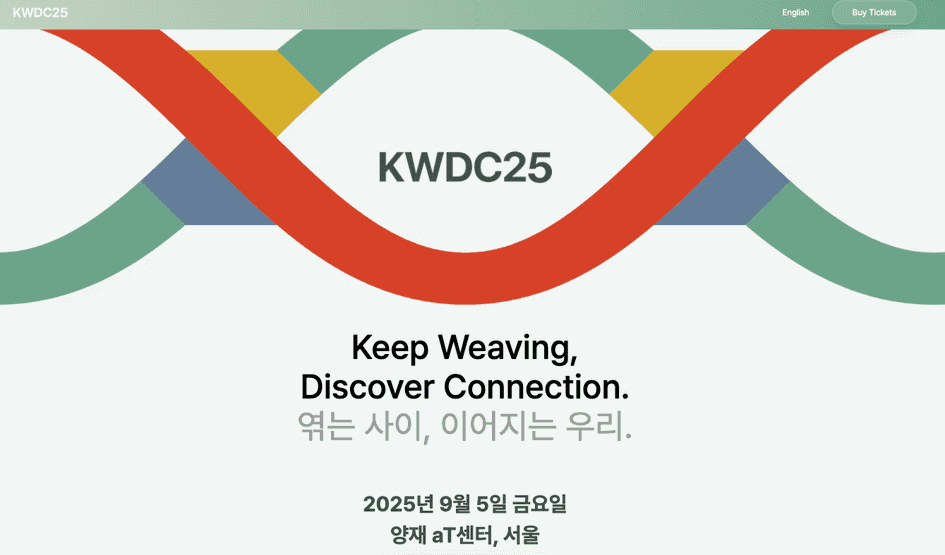 KWDC25
English
Buy Tickets
KWDC25
Keep Weaving,
Discover Connection.
엮는 사이, 이어지는 우리.
2025년 9월 5일 금요일
양재 aT센터, 서울